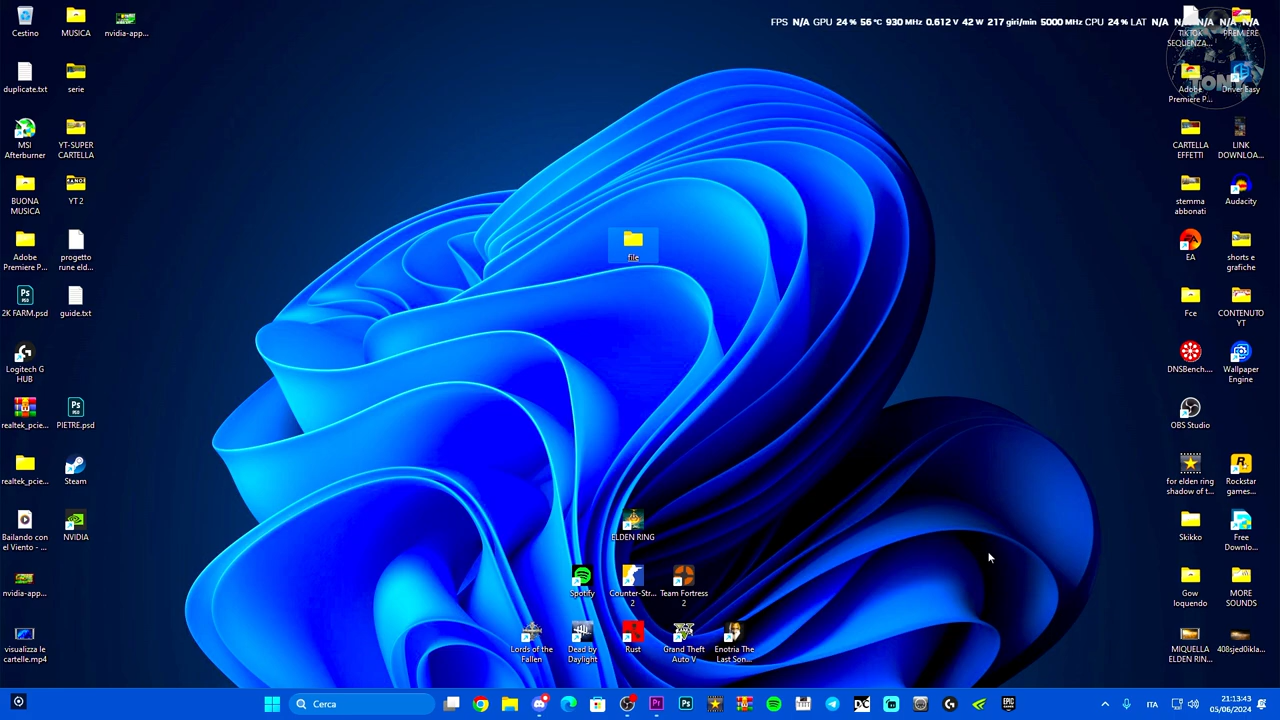 FPS N/A GPU 24 % 56 °C 930 MHz 0.612 V 42 W 217 giri/min 5000 MHz CPU 24 % LAT N/A N/A N/A N/A N/A
Cestino
MUSICA
nvidia-app...
duplicate.txt
serie
MSI
Afterburner
YT-SUPER
CARTELLA
BUONA
MUSICA
YT 2
Adobe
Premiere P...
progetto
rune eld...
2K FARM.psd
guide.txt
Logitech G
HUB
realtek_pcie...
PIETRE.psd
realtek_pcie...
Steam
Bailando con
el Viento - ...
NVIDIA
nvidia-app...
visualizza le
cartelle.mp4
file
ELDEN RING
Spotify
Counter-Str...
2
Team Fortress
2
Lords of the
Fallen
Dead by
Daylight
Rust
Grand Theft
Auto V
Enotria The
Last Son...
TIKTOK
SEQUENZA...
PREMIERE
Adobe
Premiere P...
Driver Easy
TONY
CARTELLA
EFFETTI
LINK
DOWNLOA...
stemma
abbonati
Audacity
EA
shorts e
grafiche
Fce
CONTENUTO
YT
DNSBench....
Wallpaper
Engine
OBS Studio
for elden ring
shadow of t...
Rockstar
games...
Skikko
Free
Downlo...
Gow
loquendo
MORE
SOUNDS
MIQUELLA
ELDEN RIN...
408sjed0ikla...
Cerca
ITA
21:13:43
05/06/2024